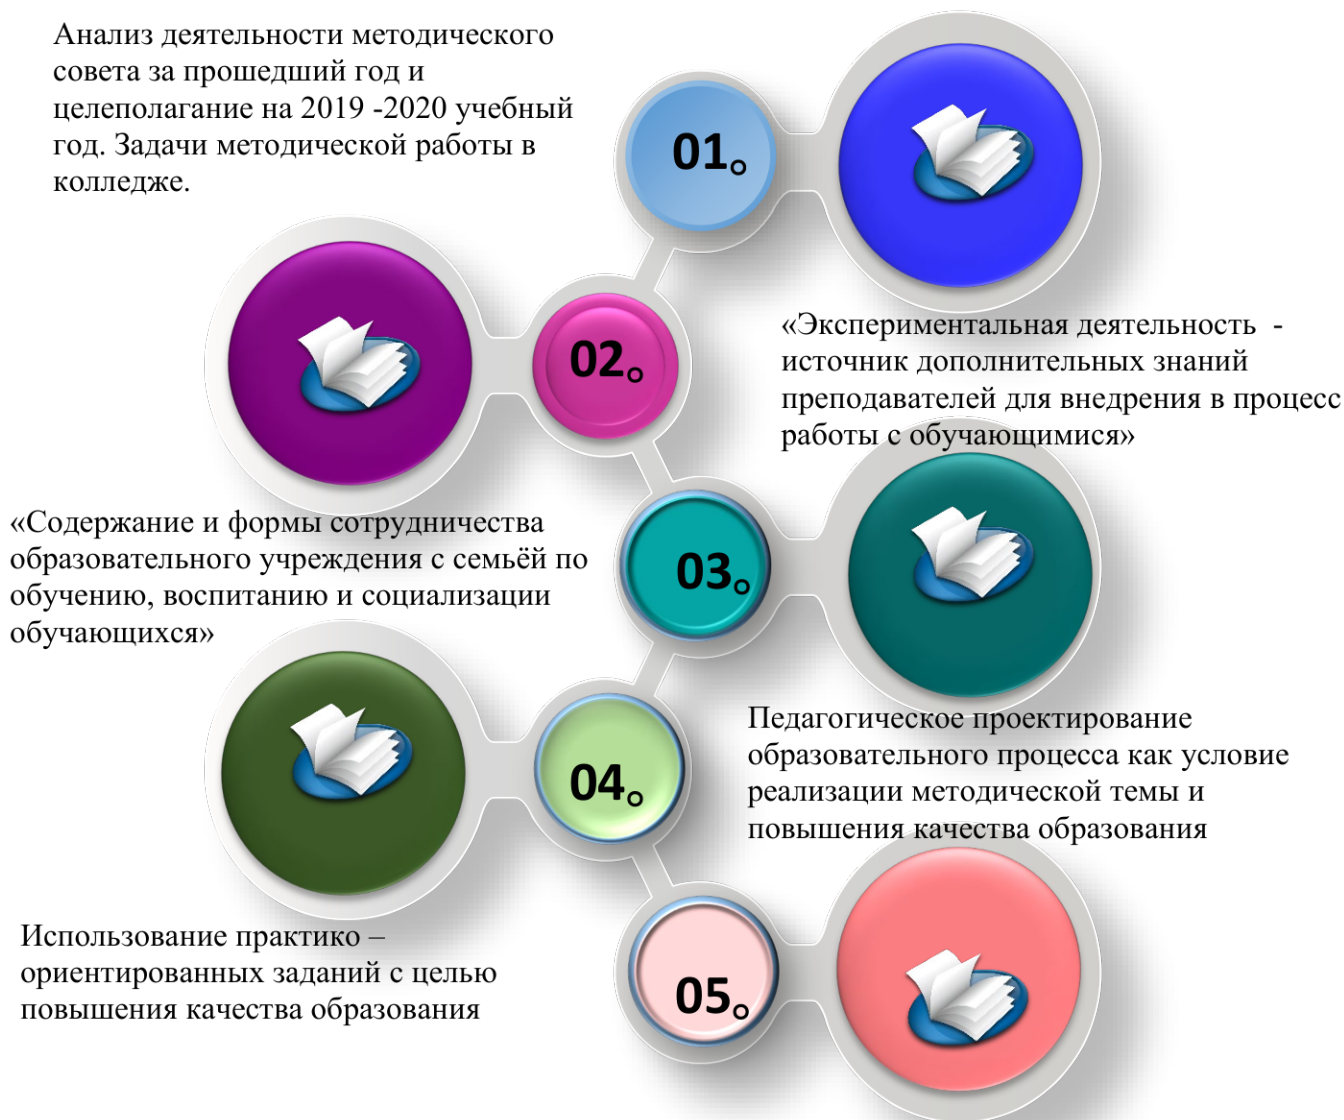 Анализ деятельности методического
совета за прошедший год и
целеполагание на 2019 -2020 учебный
год. Задачи методической работы в
колледже.
01
02
«Экспериментальная деятельность  -
источник дополнительных знаний
преподавателей для внедрения в процесс
работы с обучающимися»
«Содержание и формы сотрудничества
образовательного учреждения с семьёй по
обучению, воспитанию и социализации
обучающихся»
03
04
Педагогическое проектирование
образовательного процесса как условие
реализации методической темы и
повышения качества образования
Использование практико –
ориентированных заданий с целью
повышения качества образования
05